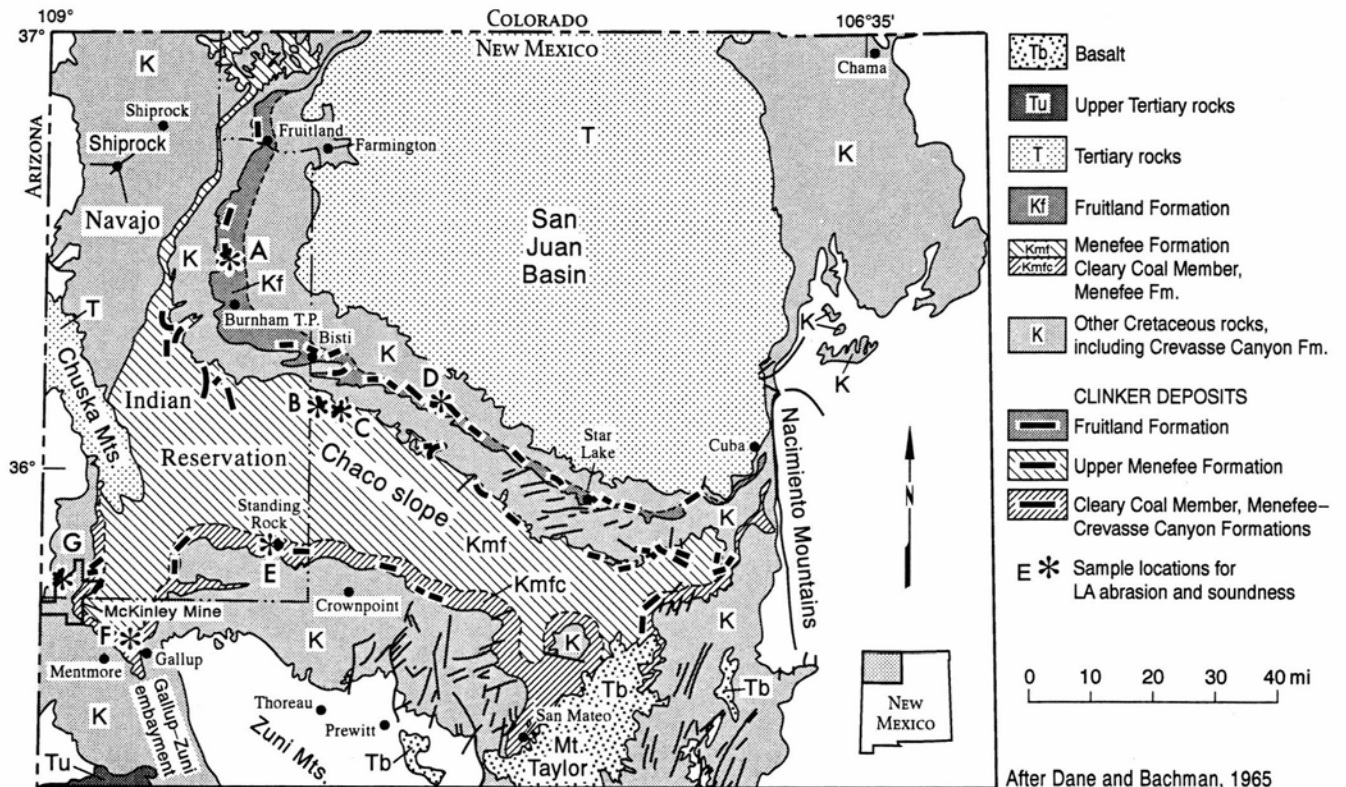 109°
COLORADO
106°35'
37°
NEW MEXICO
K
Chama
Shiprock
Shiprock
Fruitland
Farmington
T
K
ARIZONA
Navajo
San
Juan
Basin
K
A
Kf
T
Burnham T.P.
Bisti
K
K
K
Chuska Mts.
Indian
B
C
D
Reservation
Chaco slope
Star
Lake
Cuba
Nacimiento Mountains
N
36°
Standing
Rock
Kmf
K
G
E
Kmfc
McKinley Mine
Crownpoint
K
K
K
F
Gallup
Mentmore
Gallup–Zuni
embayment
K
Thoreau
Prewitt
Zuni Mts.
San Mateo
Tb
Tb
Mt.
Taylor
Tb
Tu
NEW
MEXICO
Tb Basalt
Tu Upper Tertiary rocks
T Tertiary rocks
Kf Fruitland Formation
Kmf Menefee Formation
Kmfc Cleary Coal Member,
Menefee Fm.
K Other Cretaceous rocks,
including Crevasse Canyon Fm.
CLINKER DEPOSITS
Fruitland Formation
Upper Menefee Formation
Cleary Coal Member, Menefee–
Crevasse Canyon Formations
E * Sample locations for
LA abrasion and soundness
0 10 20 30 40 mi
After Dane and Bachman, 1965